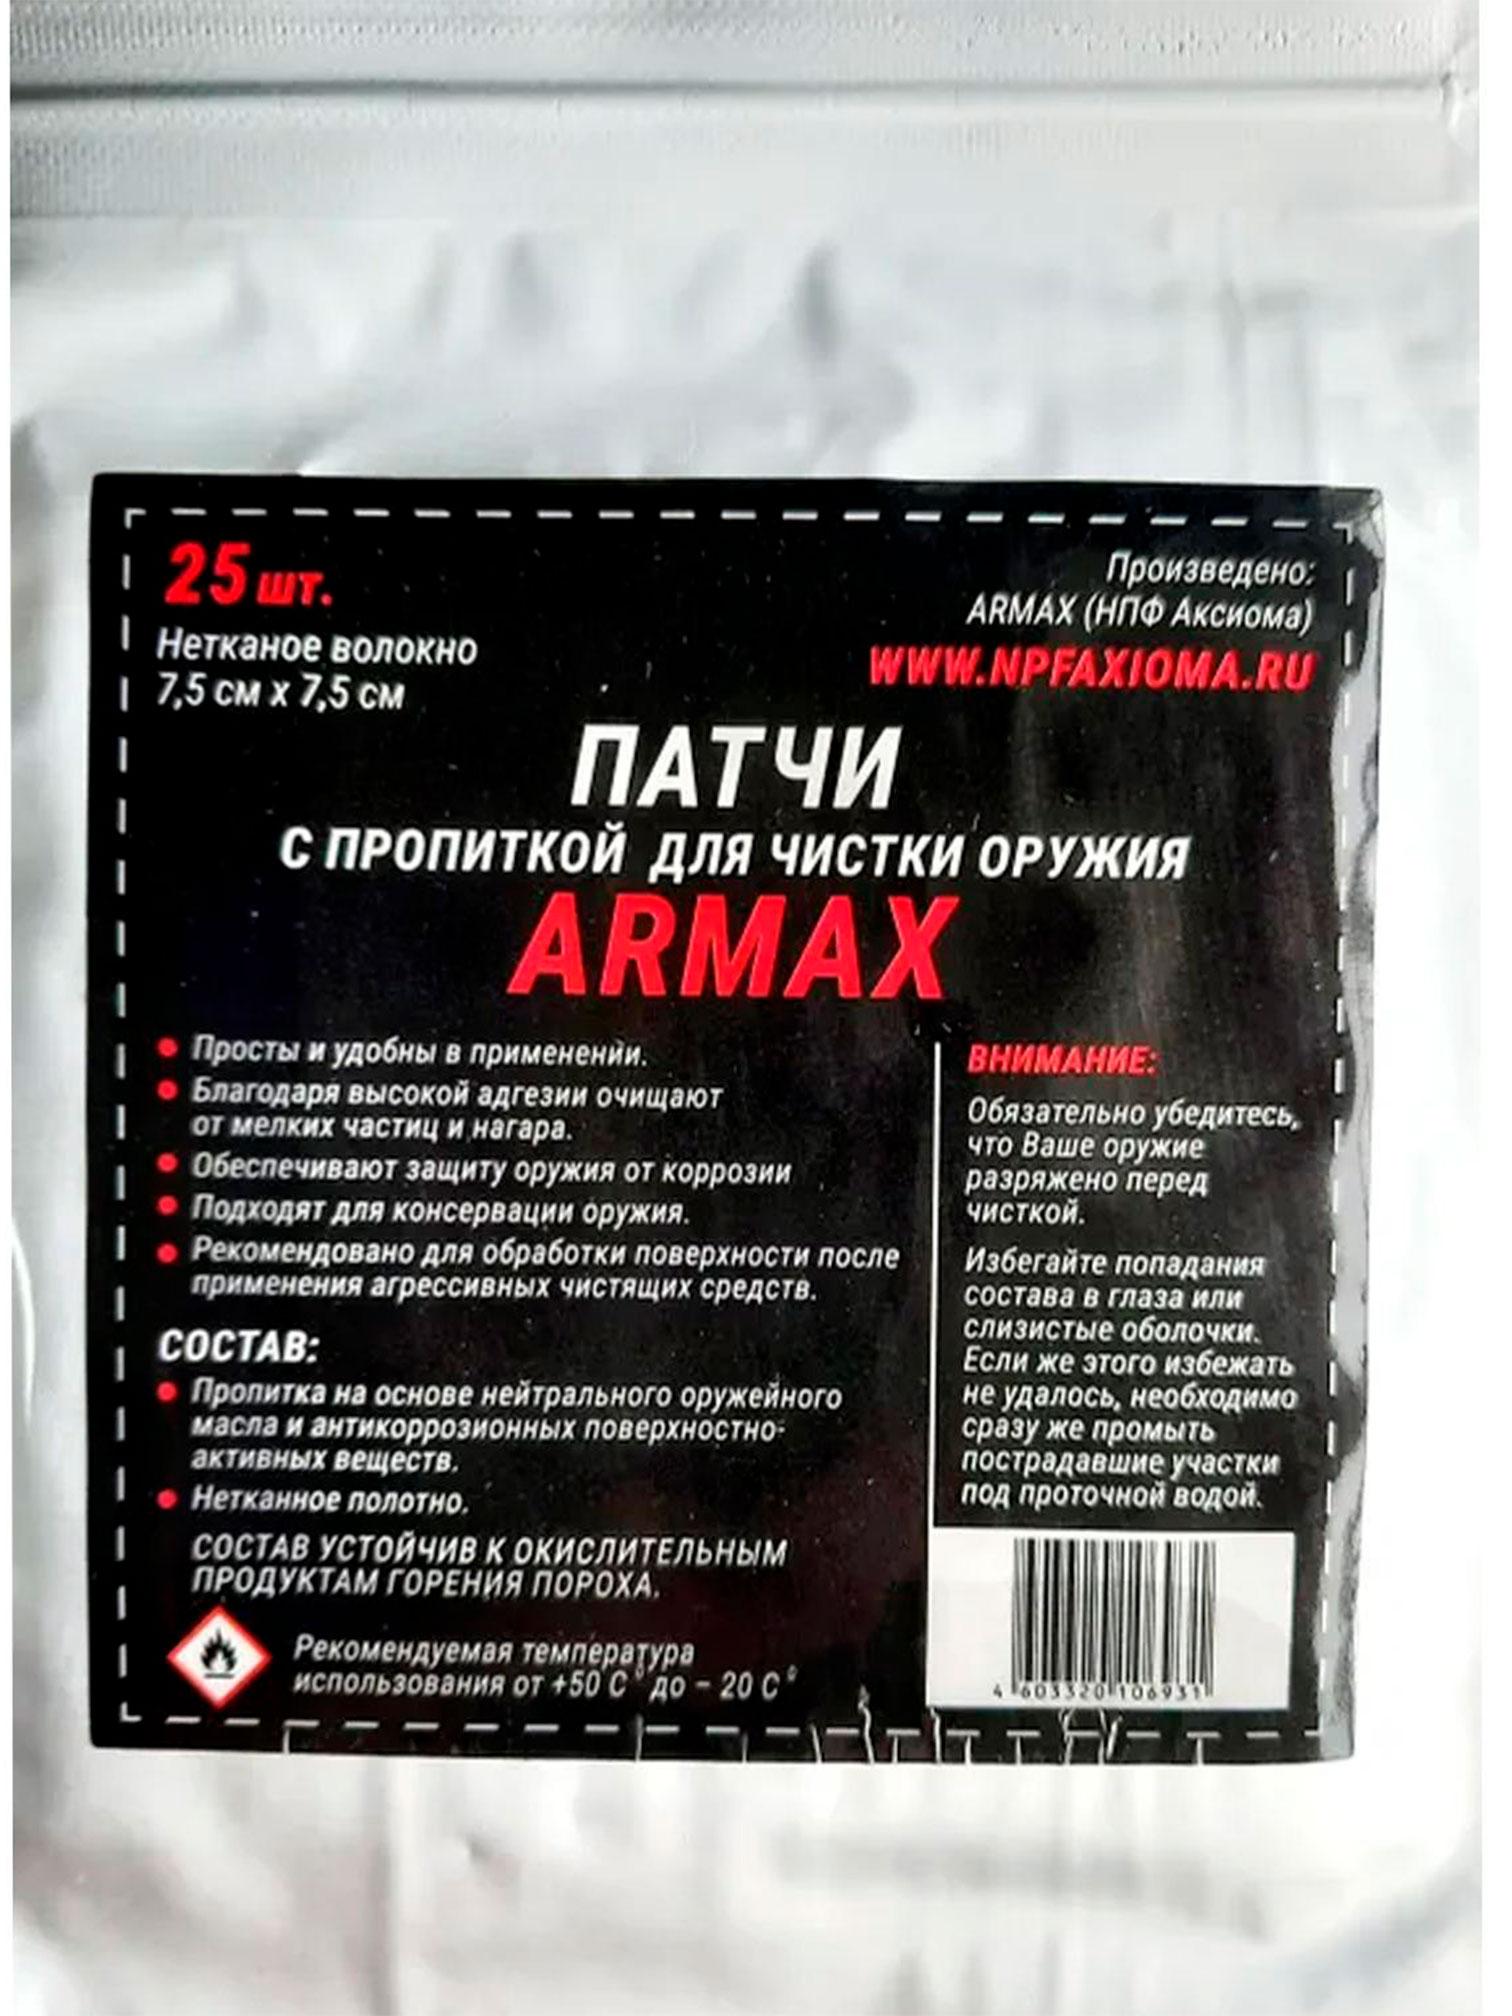 25 шт.
Нетканое волокно
7,5 см х 7,5 см
Произведено:
ARMAX (НПФ Аксиома)
WWW.NPFAXIOMA.RU
ПАТЧИ
С ПРОПИТКОЙ ДЛЯ ЧИСТКИ ОРУЖИЯ
ARMAX
Просты и удобны в применении.
Благодаря высокой адгезии очищают
от мелких частиц и нагара.
Обеспечивают защиту оружия от коррозии
Подходят для консервации оружия.
Рекомендовано для обработки поверхности после
применения агрессивных чистящих средств.
СОСТАВ:
Пропитка на основе нейтрального оружейного
масла и антикоррозионных поверхностно-
активных веществ.
Нетканное полотно.
СОСТАВ УСТОЙЧИВ К ОКИСЛИТЕЛЬНЫМ
ПРОДУКТАМ ГОРЕНИЯ ПОРОХА.
Рекомендуемая температура
использования от +50 С° до – 20 С°
ВНИМАНИЕ:
Обязательно убедитесь,
что Ваше оружие
разряжено перед
чисткой.
Избегайте попадания
состава в глаза или
слизистые оболочки.
Если же этого избежать
не удалось, необходимо
сразу же промыть
пострадавшие участки
под проточной водой.
4 603320 106931